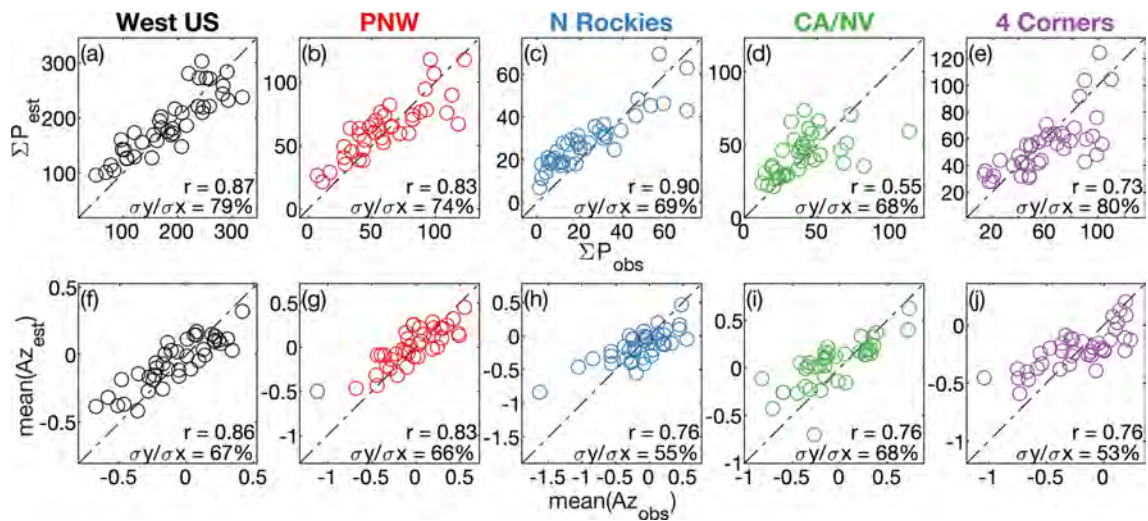 West US PNW N Rockies CA/NV 4 Corners
(a) (b) (c) (d) (e)
ΣP_est
300 200 100
100 50 0
60 40 20 0
100 50 0
120 100 80 60 40 20
r = 0.87 r = 0.83 r = 0.90 r = 0.55 r = 0.73
σy/σx = 79% σy/σx = 74% σy/σx = 69% σy/σx = 68% σy/σx = 80%
100 200 300 0 50 100 0 20 40 60 0 50 100 20 40 60 80 100
ΣP_obs
(f) (g) (h) (i) (j)
mean(Az_est)
0.5 0 -0.5
0.5 0 -0.5 -1
0.5 0 -0.5 -1 -1.5
0.5 0 -0.5 -1
0.5 0 -0.5 -1
r = 0.86 r = 0.83 r = 0.76 r = 0.76 r = 0.76
σy/σx = 67% σy/σx = 66% σy/σx = 55% σy/σx = 68% σy/σx = 53%
-0.5 0 0.5 -1 -0.5 0 0.5 -1.5 -1 -0.5 0 0.5 -1 -0.5 0 0.5 -1 -0.5 0
mean(Az_obs)